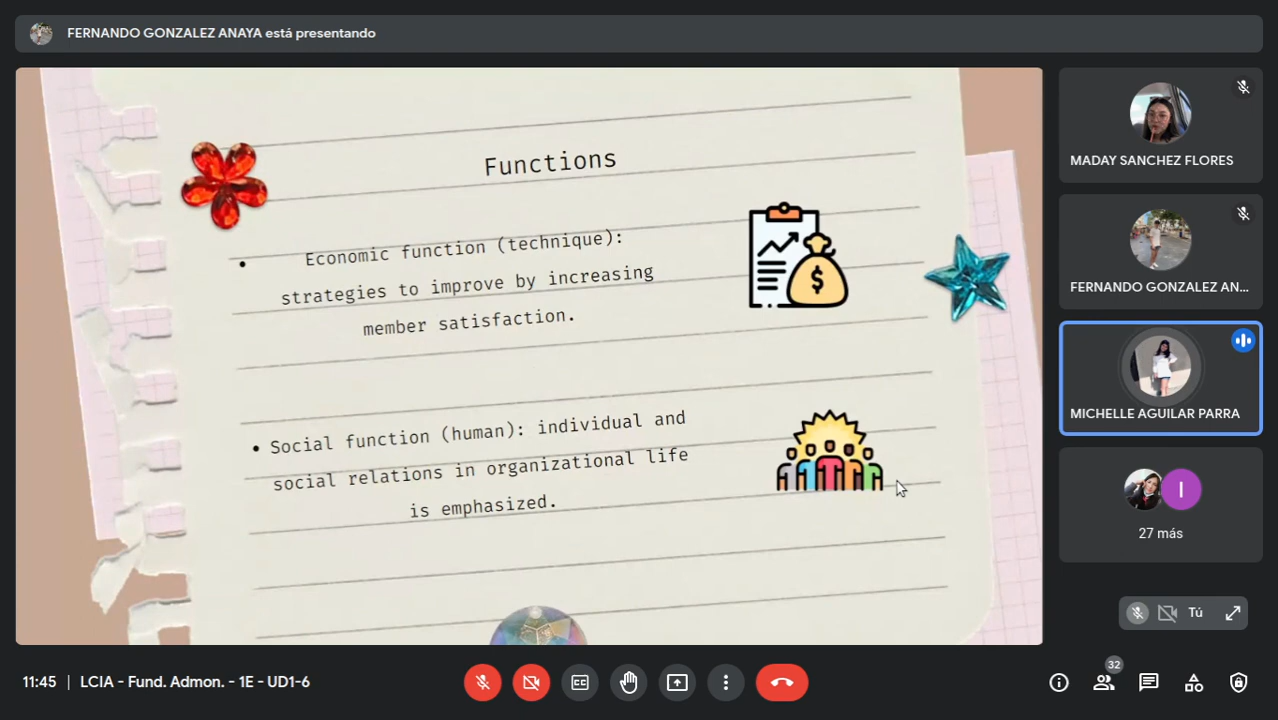 FERNANDO GONZALEZ ANAYA está presentando
Functions
• Economic function (technique):
strategies to improve by increasing
member satisfaction.
• Social function (human): individual and
social relations in organizational life
is emphasized.
$
MADAY SANCHEZ FLORES
FERNANDO GONZALEZ AN...
MICHELLE AGUILAR PARRA
I
27 más
Tú
11:45 | LCIA - Fund. Admon. - 1E - UD1-6
CC
32